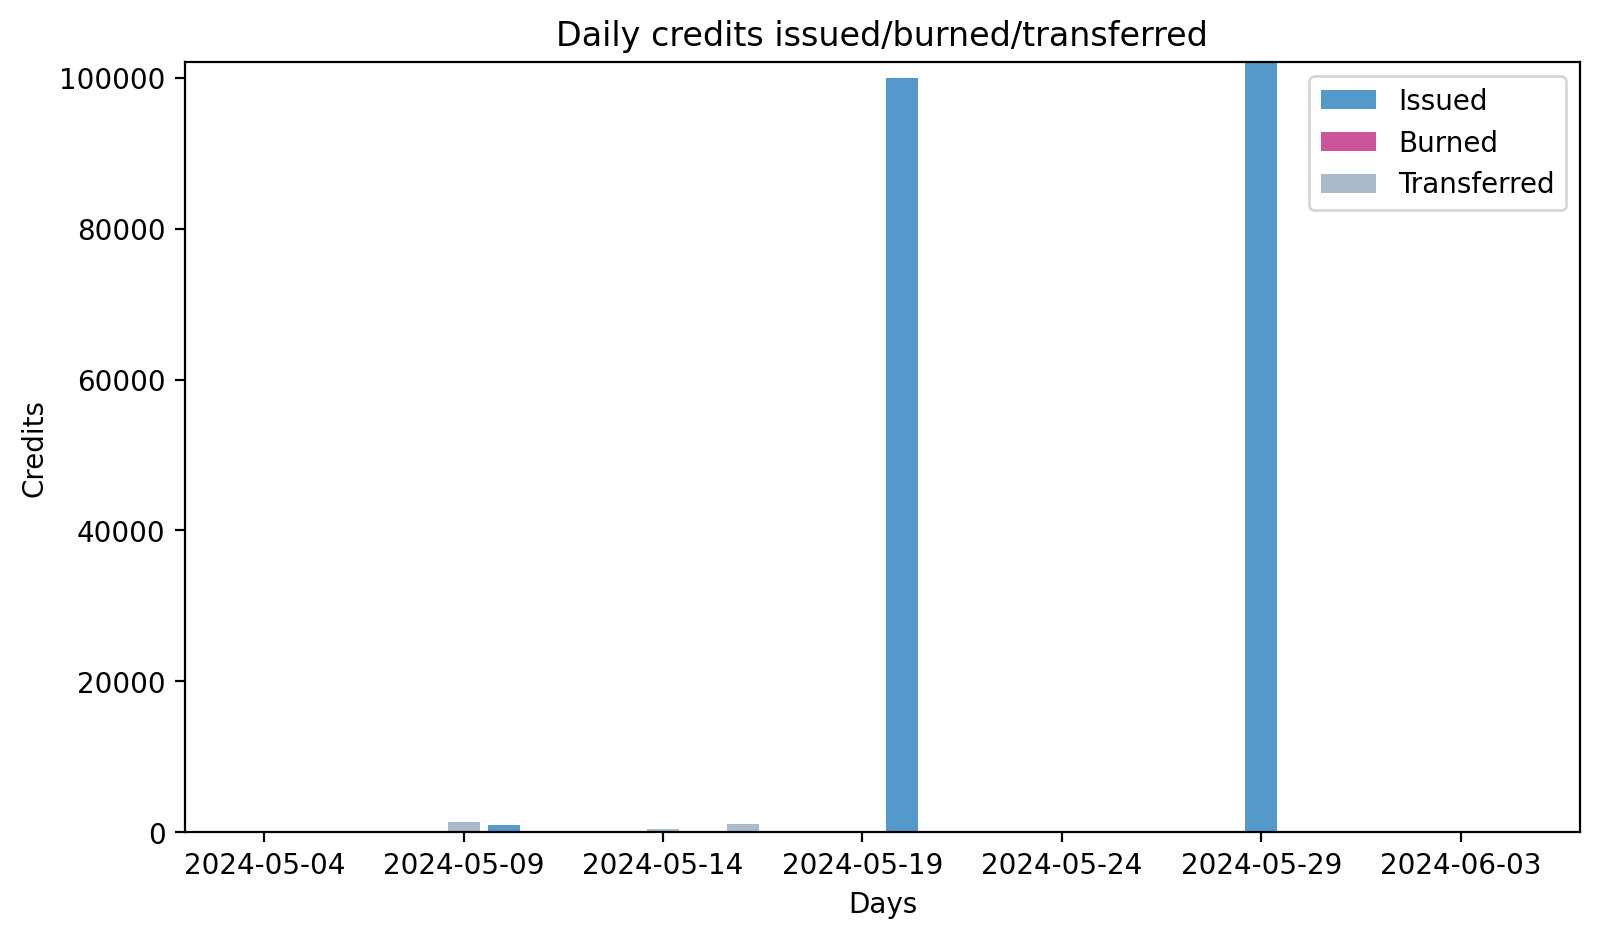 Daily credits issued/burned/transferred
100000
80000
60000
40000
20000
0
Credits
Issued
Burned
Transferred
2024-05-04 2024-05-09 2024-05-14 2024-05-19 2024-05-24 2024-05-29 2024-06-03
Days